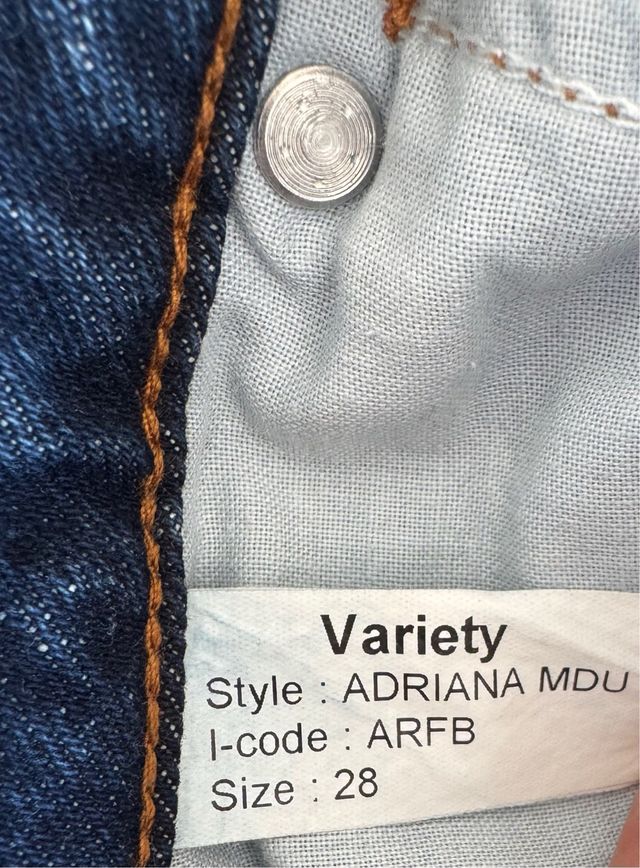 Variety
Style : ADRIANA MDU
I-code : ARFB
Size : 28